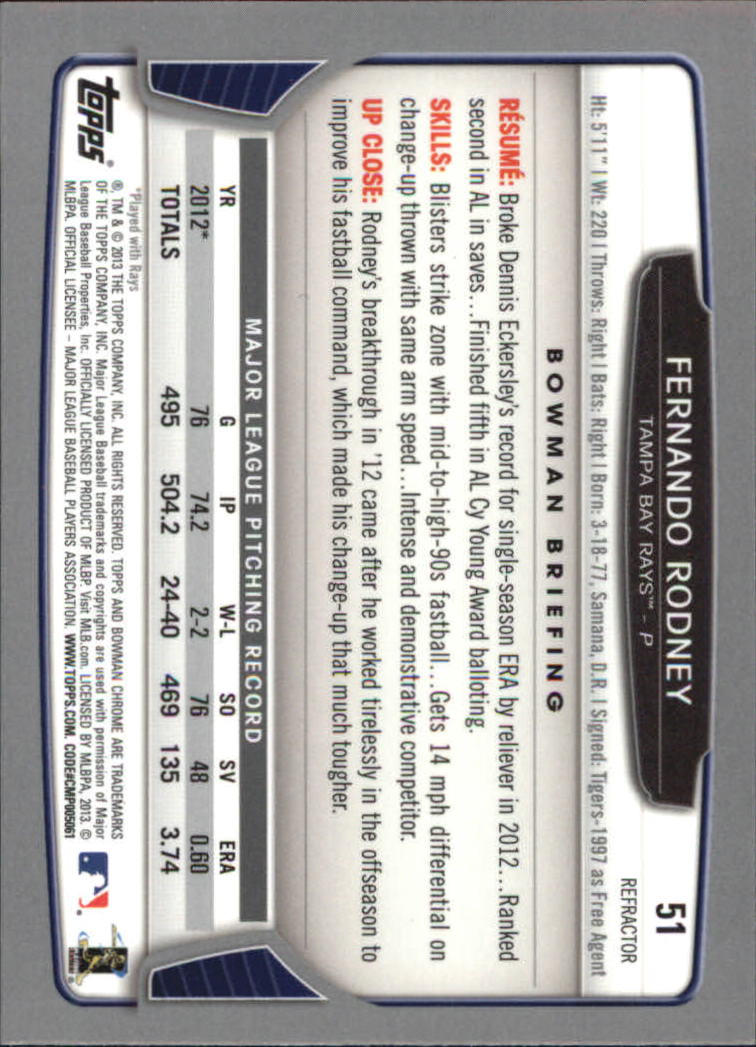 51
REFRACTOR
FERNANDO RODNEY
TAMPA BAY RAYS™ - P
Ht: 5'11" | Wt: 220 | Throws: Right | Bats: Right | Born: 3-18-77, Samana, D.R. | Signed: Tigers-1997 as Free Agent
BOWMAN BRIEFING
RÉSUMÉ: Broke Dennis Eckersley's record for single-season ERA by reliever in 2012...Ranked
second in AL in saves...Finished fifth in AL Cy Young Award balloting.
SKILLS: Blisters strike zone with mid-to-high-90s fastball...Gets 14 mph differential on
change-up thrown with same arm speed...Intense and demonstrative competitor.
UP CLOSE: Rodney's breakthrough in '12 came after he worked tirelessly in the offseason to
improve his fastball command, which made his change-up that much tougher.
MAJOR LEAGUE PITCHING RECORD
YR G IP W-L SO SV ERA
2012* 76 74.2 2-2 76 48 0.60
TOTALS 495 504.2 24-40 469 135 3.74
*Played with Rays
®, TM & © 2013 THE TOPPS COMPANY, INC. ALL RIGHTS RESERVED. TOPPS AND BOWMAN CHROME ARE TRADEMARKS
OF THE TOPPS COMPANY, INC. Major League Baseball trademarks and copyrights are used with permission of Major
League Baseball Properties, Inc. OFFICIALLY LICENSED PRODUCT OF MLBP. Visit MLB.com. LICENSED BY MLBPA, 2013. ©
MLBPA. OFFICIAL LICENSEE – MAJOR LEAGUE BASEBALL PLAYERS ASSOCIATION. WWW.TOPPS.COM. CODE#CMP005061
topps®